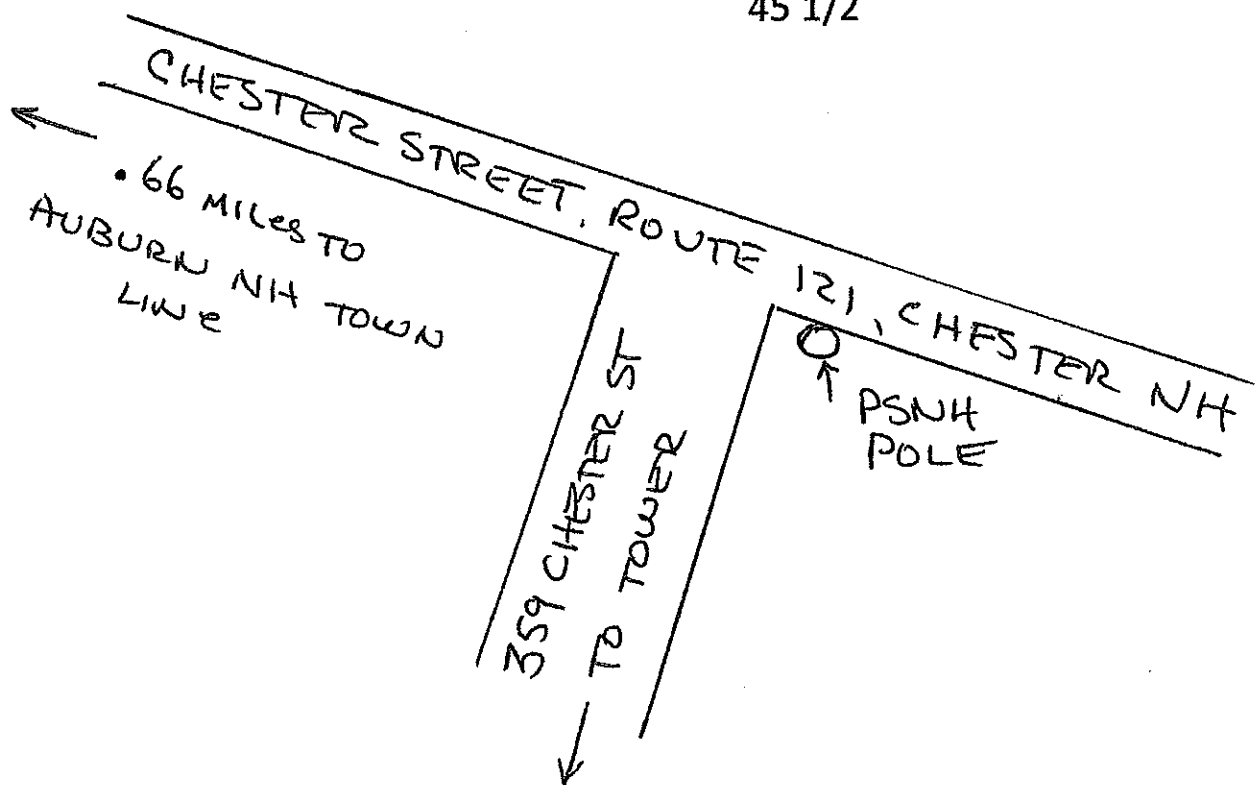 45 1/2
CHESTER STREET, ROUTE 121, CHESTER NH
.66 MILES TO
AUBURN NH TOWN
LINE
359 CHESTER ST
TO TOWER
PSNH
POLE